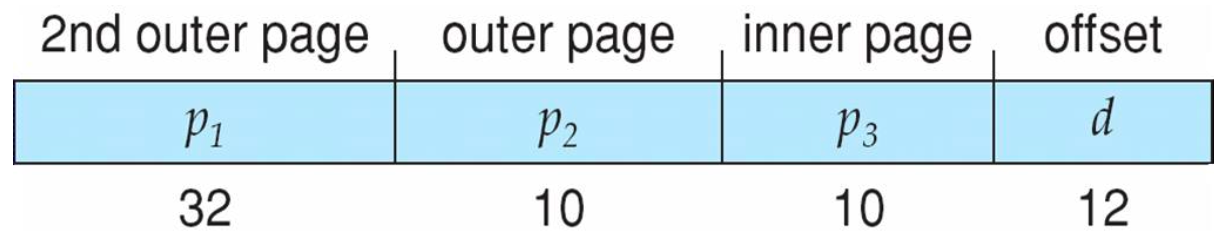 2nd outer page outer page inner page offset
p1 p2 p3 d
32 10 10 12